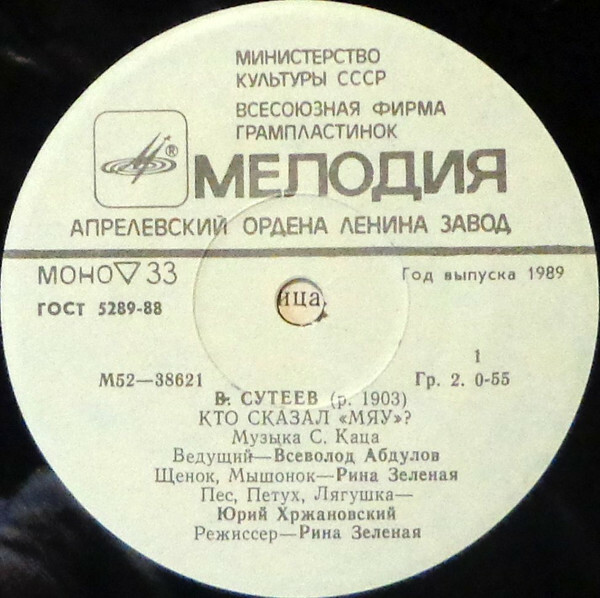 МИНИСТЕРСТВО
КУЛЬТУРЫ СССР
ВСЕСОЮЗНАЯ ФИРМА
ГРАМПЛАСТИНОК
®
МЕЛОДИЯ
АПРЕЛЕВСКИЙ ОРДЕНА ЛЕНИНА ЗАВОД
МОНО 33
Год выпуска 1989
ГОСТ 5289-88
ица
1
М52—38621
Гр. 2. 0-55
В. СУТЕЕВ (р. 1903)
КТО СКАЗАЛ «МЯУ»?
Музыка С. Каца
Ведущий—Всеволод Абдулов
Щенок, Мышонок—Рина Зеленая
Пес, Петух, Лягушка—
Юрий Хржановский
Режиссер—Рина Зеленая